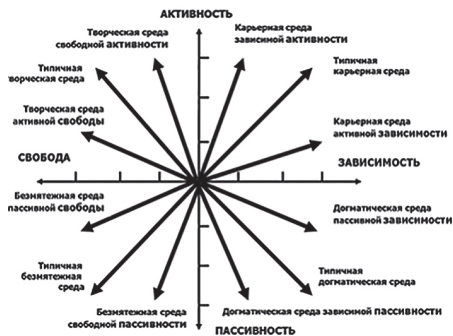 АКТИВНОСТЬ
Творческая среда
свободной активности
Карьерная среда
зависимой активности
Типичная
творческая среда
Типичная
карьерная среда
Творческая среда
активной свободы
Карьерная среда
активной зависимости
СВОБОДА
ЗАВИСИМОСТЬ
Безмятежная среда
пассивной свободы
Догматическая среда
пассивной зависимости
Типичная
безмятежная
среда
Типичная
догматическая среда
Безмятежная среда
свободной пассивности
Догматическая среда зависимой пассивности
ПАССИВНОСТЬ